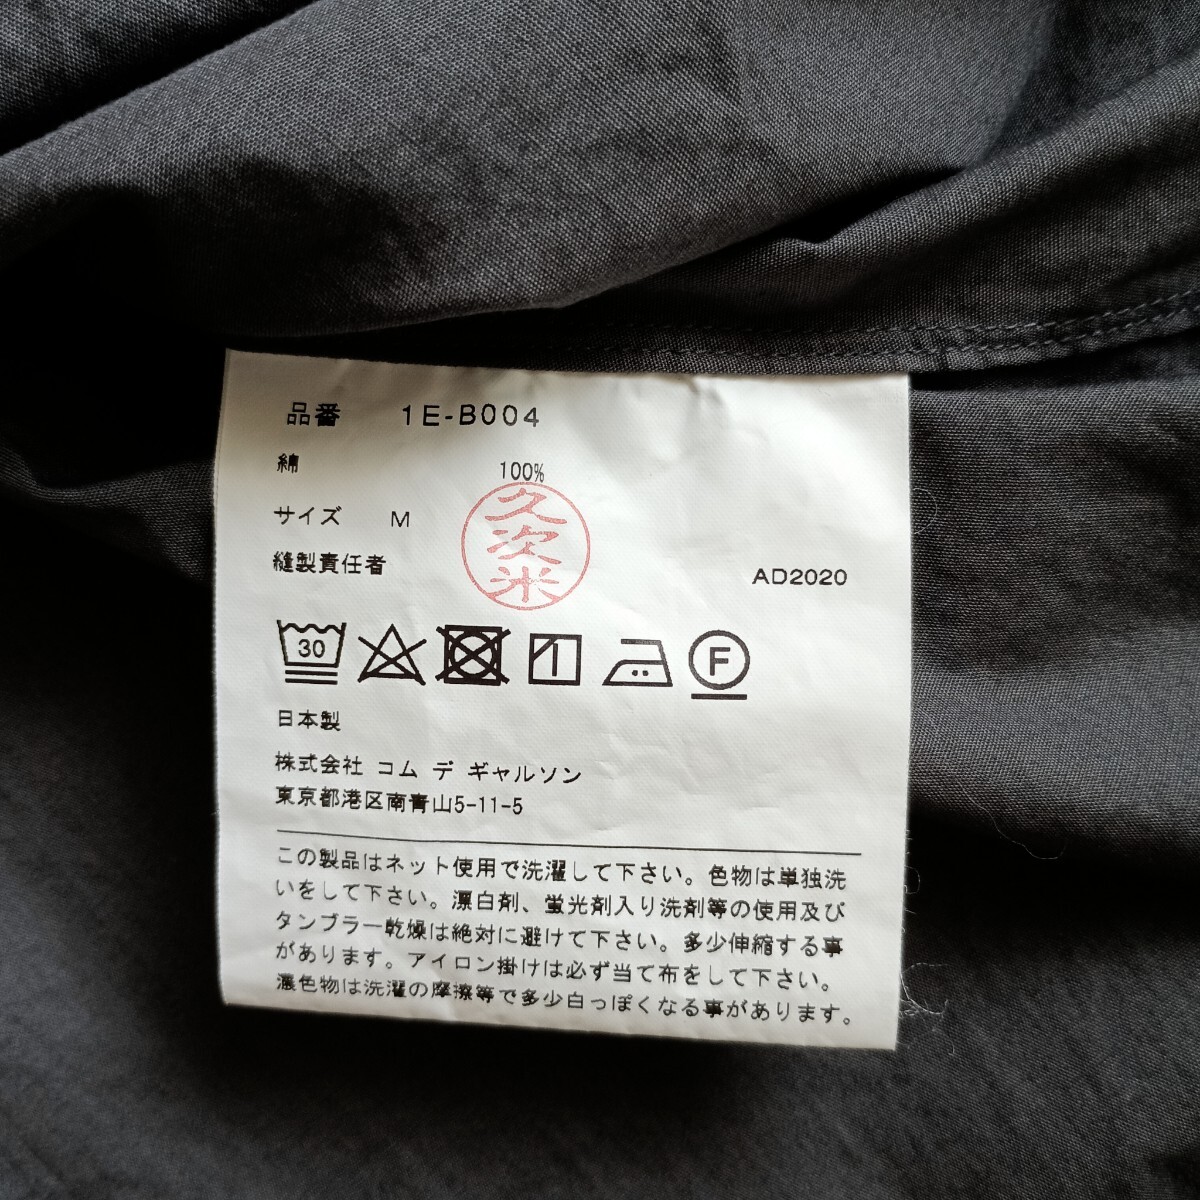 品番 1E-B004
綿 100%
サイズ M
久次米
縫製責任者
AD2020
30
F
日本製
株式会社 コム デ ギャルソン
東京都港区南青山5-11-5
この製品はネット使用で洗濯して下さい。色物は単独洗
いをして下さい。漂白剤、蛍光剤入り洗剤等の使用及び
タンブラー乾燥は絶対に避けて下さい。多少伸縮する事
があります。アイロン掛けは必ず当て布をして下さい。
濃色物は洗濯の摩擦等で多少白っぽくなる事があります。